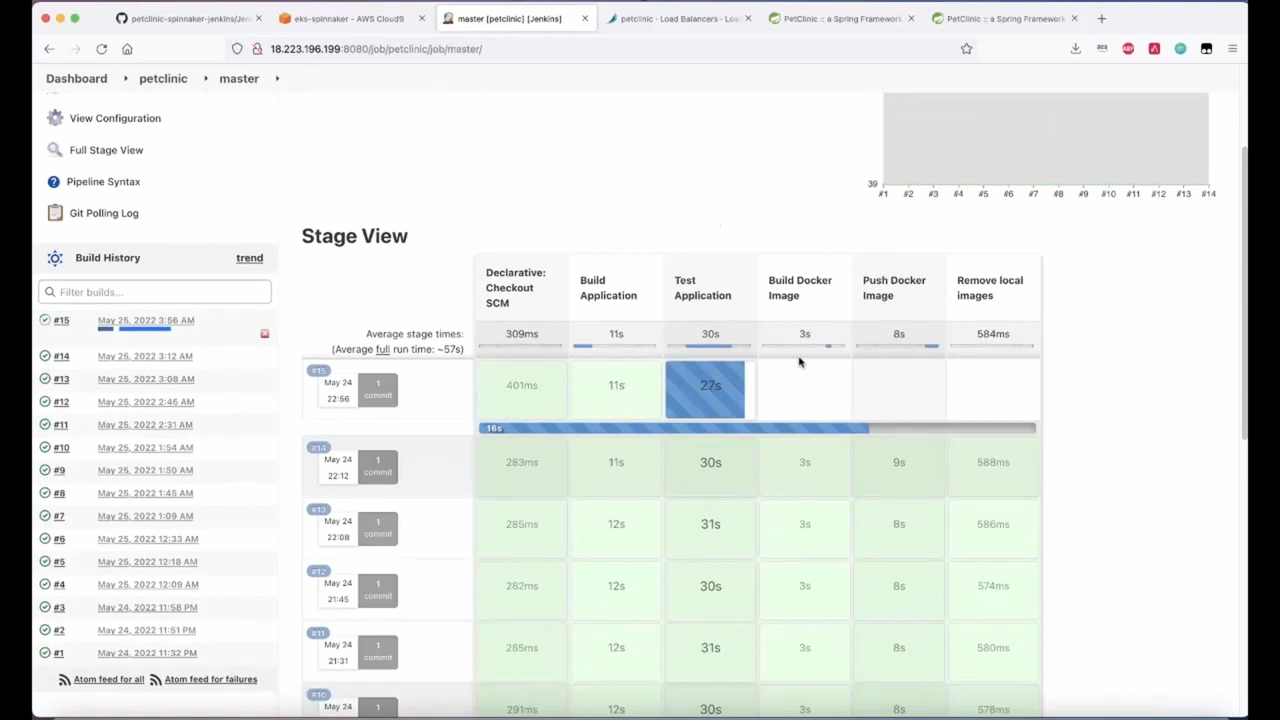 petclinic-spinnaker-jenkins/Jen
eks-spinnaker - AWS Cloud9
master [petclinic] [Jenkins]
petclinic · Load Balancers · Loa
PetClinic :: a Spring Framework
PetClinic :: a Spring Framework
18.223.196.199:8080/job/petclinic/job/master/
Dashboard petclinic master
View Configuration
Full Stage View
Pipeline Syntax
Git Polling Log
Build History trend
Filter builds...
#15 May 25, 2022 3:56 AM
#14 May 25, 2022 3:12 AM
#13 May 25, 2022 3:08 AM
#12 May 25, 2022 2:45 AM
#11 May 25, 2022 2:31 AM
#10 May 25, 2022 1:54 AM
#9 May 25, 2022 1:50 AM
#8 May 25, 2022 1:45 AM
#7 May 25, 2022 1:09 AM
#6 May 25, 2022 12:33 AM
#5 May 25, 2022 12:18 AM
#4 May 25, 2022 12:09 AM
#3 May 24, 2022 11:58 PM
#2 May 24, 2022 11:51 PM
#1 May 24, 2022 11:32 PM
Atom feed for all Atom feed for failures
39
#1 #2 #3 #4 #5 #6 #7 #8 #9 #10 #11 #12 #13 #14
Stage View
Declarative: Checkout SCM
Build Application
Test Application
Build Docker Image
Push Docker Image
Remove local images
Average stage times:
(Average full run time: ~57s)
309ms 11s 30s 3s 8s 584ms
#15
May 24
22:56
1
commit
401ms 11s 27s
16s
#14
May 24
22:12
1
commit
283ms 11s 30s 3s 9s 588ms
#13
May 24
22:08
1
commit
285ms 12s 31s 3s 8s 586ms
#12
May 24
21:45
1
commit
282ms 12s 30s 3s 8s 574ms
#11
May 24
21:31
1
commit
285ms 12s 31s 3s 8s 580ms
#10
May 24
1
291ms 12s 30s 3s 8s 578ms